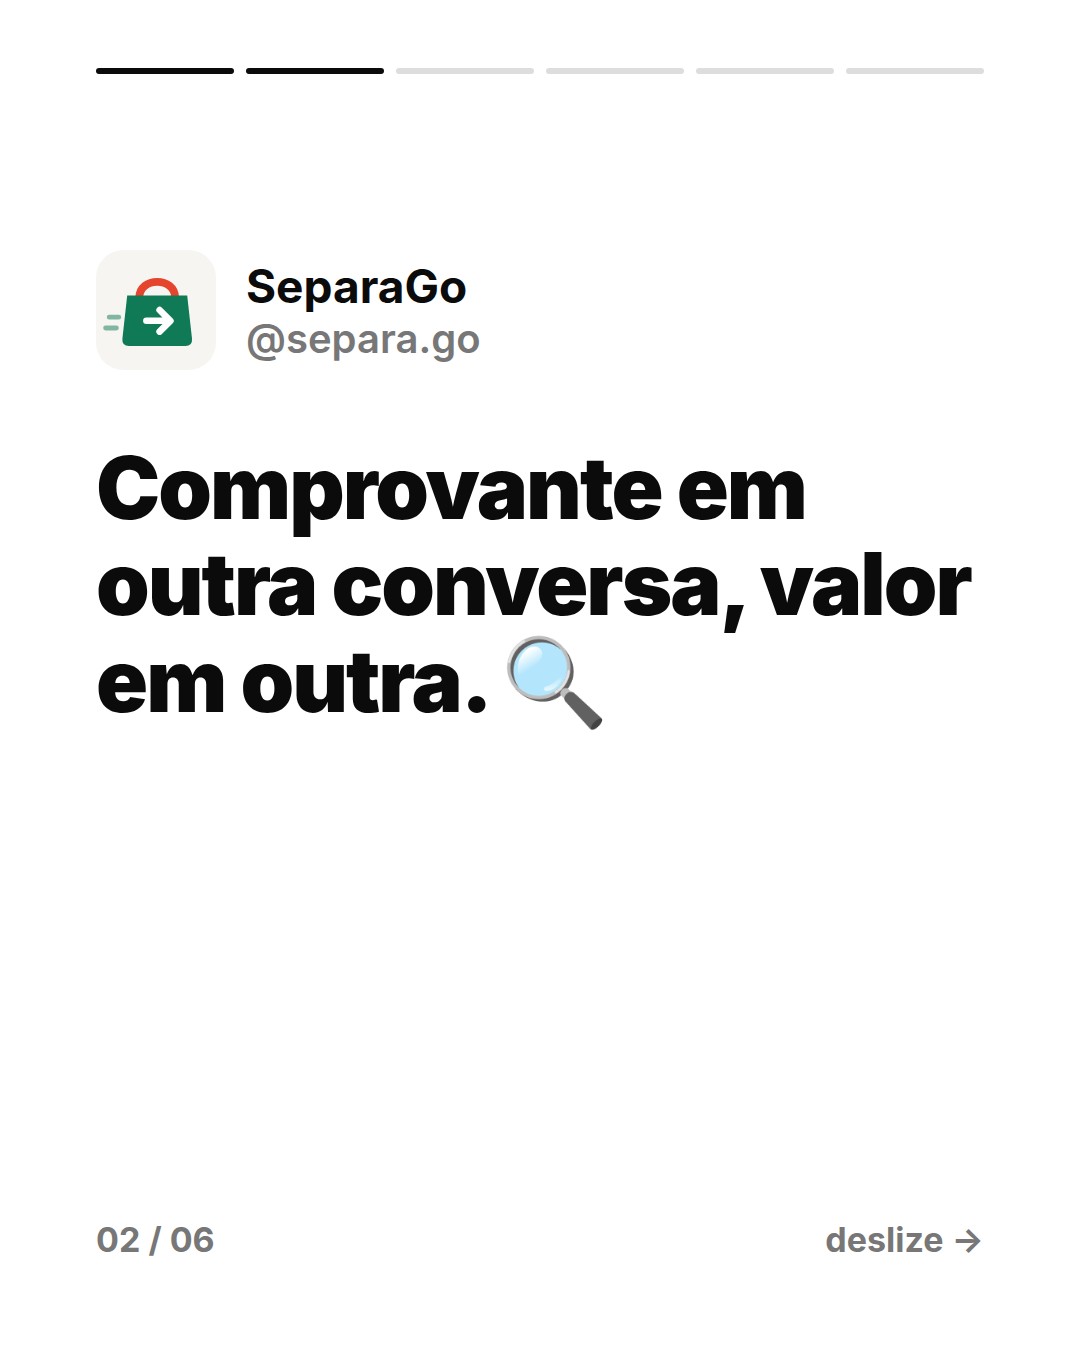 SeparaGo
@separa.go
Comprovante em
outra conversa, valor
em outra. 🔍
02 / 06
deslize →